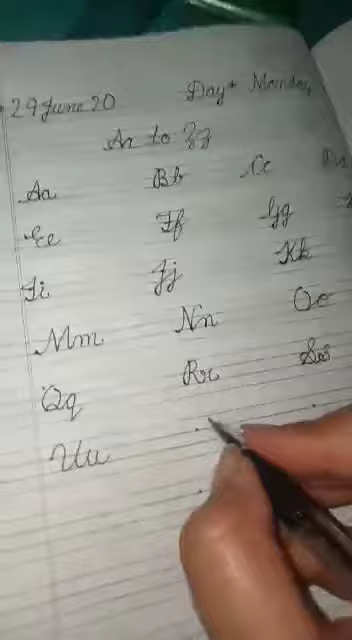 29 June 20 Day Monday
Aa to Zz
Aa Bb Cc
Ee Ff Gg
Ii Jj Kk
Mm Nn Oo
Qq Rr Ss
Uu